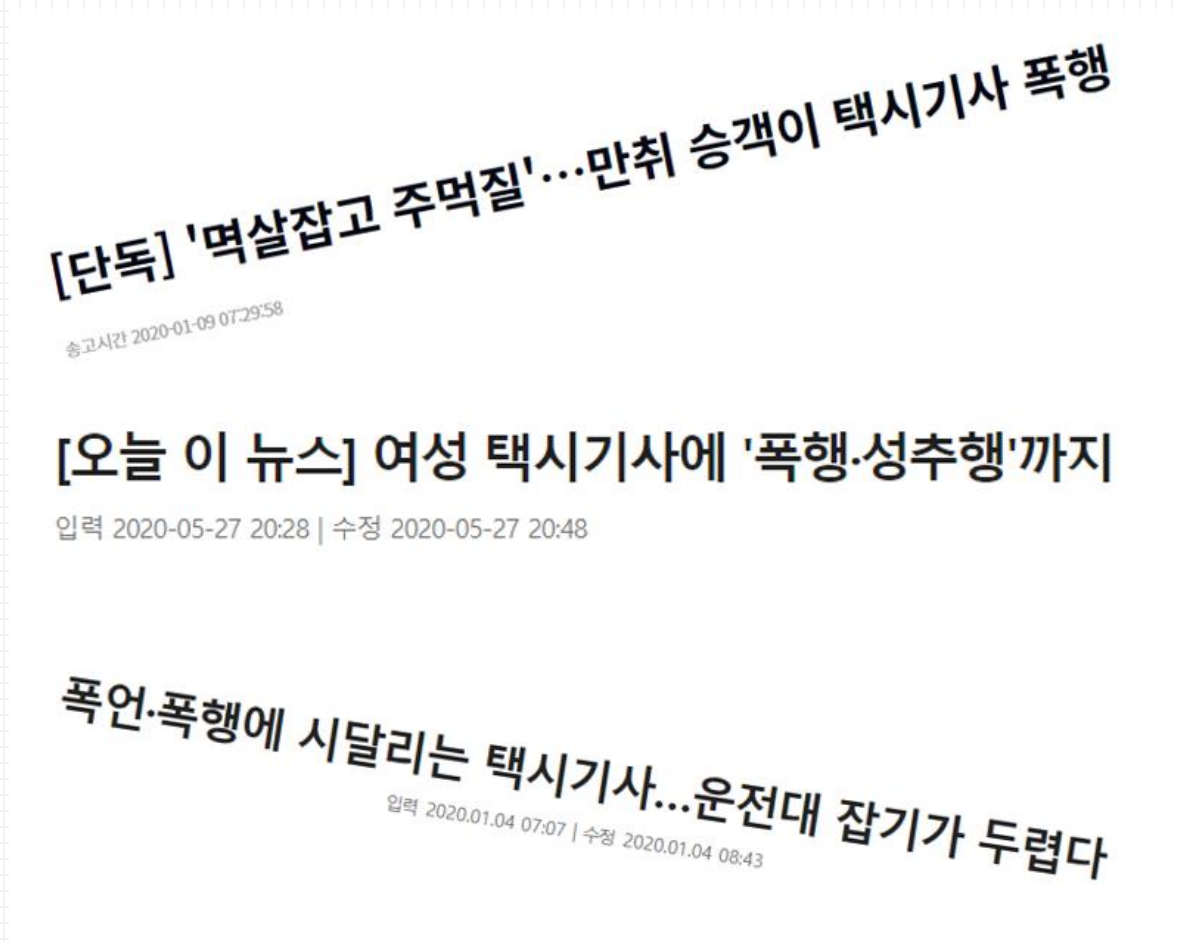 [단독] '멱살잡고 주먹질'…만취 승객이 택시기사 폭행
송고시간 2020-01-09 07:29:58
[오늘 이 뉴스] 여성 택시기사에 '폭행·성추행'까지
입력 2020-05-27 20:28 | 수정 2020-05-27 20:48
폭언·폭행에 시달리는 택시기사…운전대 잡기가 두렵다
입력 2020.01.04 07:07 | 수정 2020.01.04 08:43